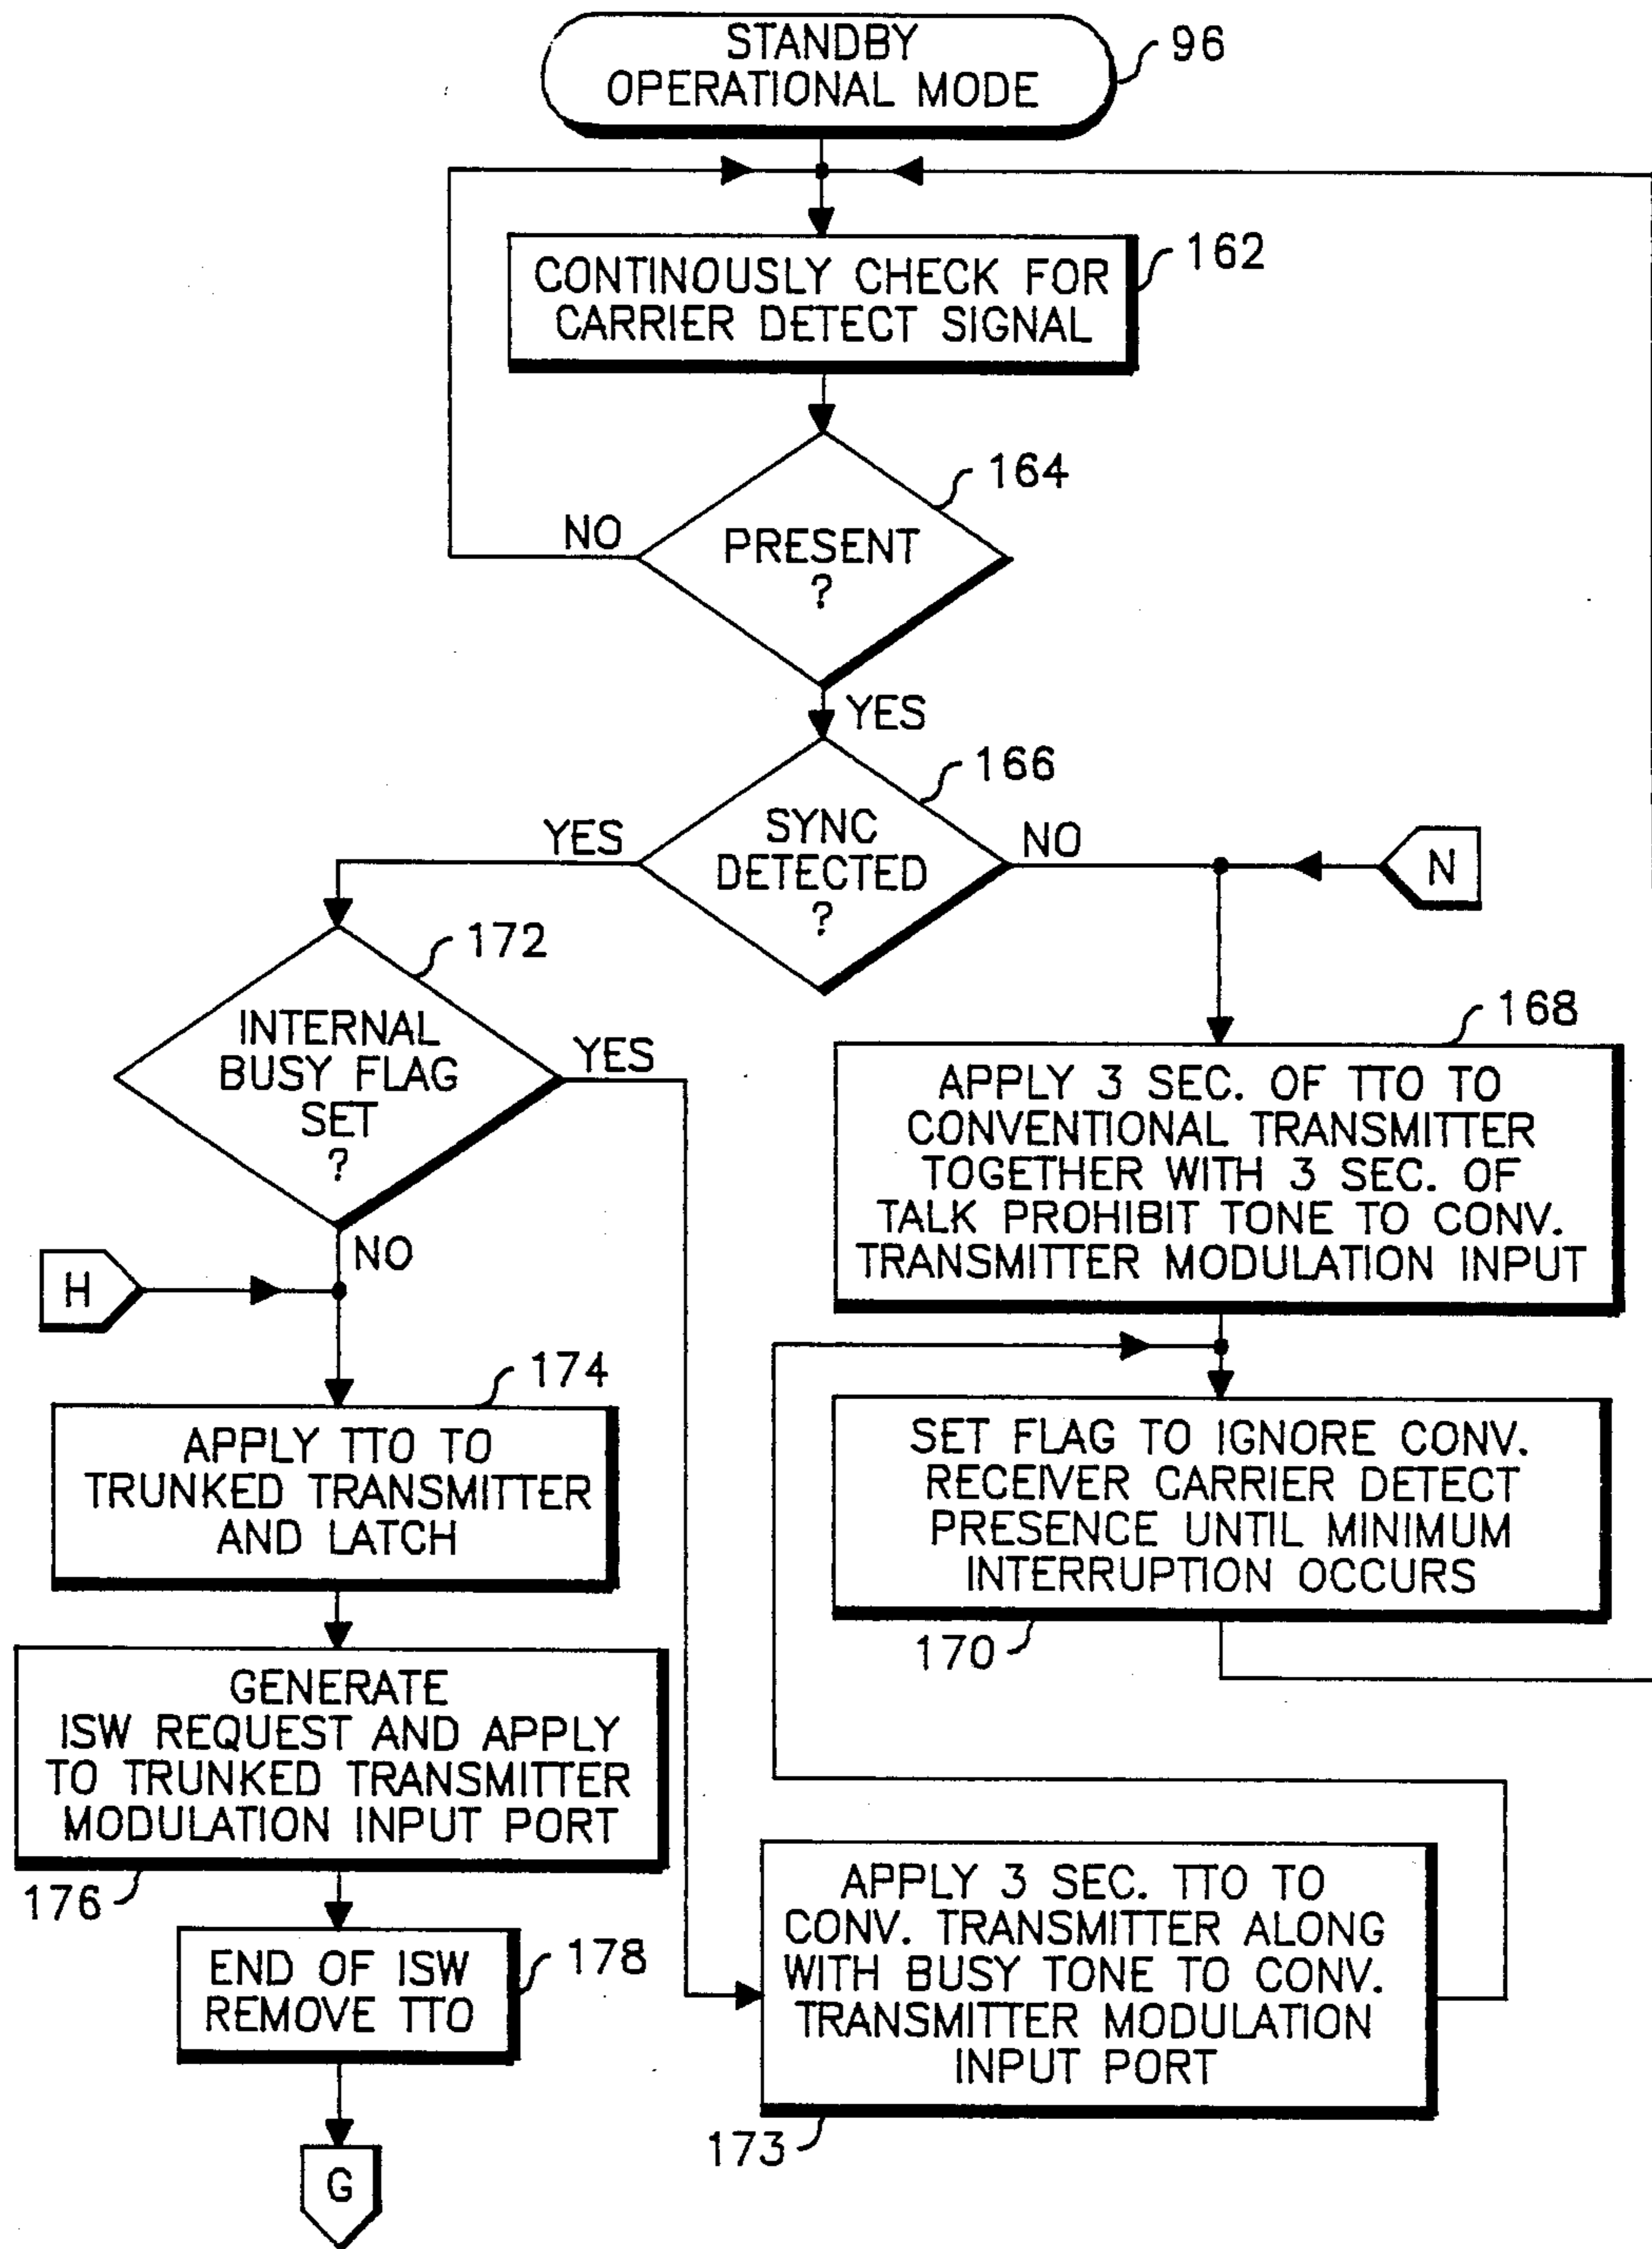 STANDBY
OPERATIONAL MODE
96
CONTINOUSLY CHECK FOR
CARRIER DETECT SIGNAL
162
164
PRESENT
?
NO
YES
166
SYNC
DETECTED
?
YES
NO
N
172
INTERNAL
BUSY FLAG
SET
?
YES
NO
H
168
APPLY 3 SEC. OF TTO TO
CONVENTIONAL TRANSMITTER
TOGETHER WITH 3 SEC. OF
TALK PROHIBIT TONE TO CONV.
TRANSMITTER MODULATION INPUT
174
APPLY TTO TO
TRUNKED TRANSMITTER
AND LATCH
SET FLAG TO IGNORE CONV.
RECEIVER CARRIER DETECT
PRESENCE UNTIL MINIMUM
INTERRUPTION OCCURS
170
GENERATE
ISW REQUEST AND APPLY
TO TRUNKED TRANSMITTER
MODULATION INPUT PORT
176
END OF ISW
REMOVE TTO
178
APPLY 3 SEC. TTO TO
CONV. TRANSMITTER ALONG
WITH BUSY TONE TO CONV.
TRANSMITTER MODULATION
INPUT PORT
173
G